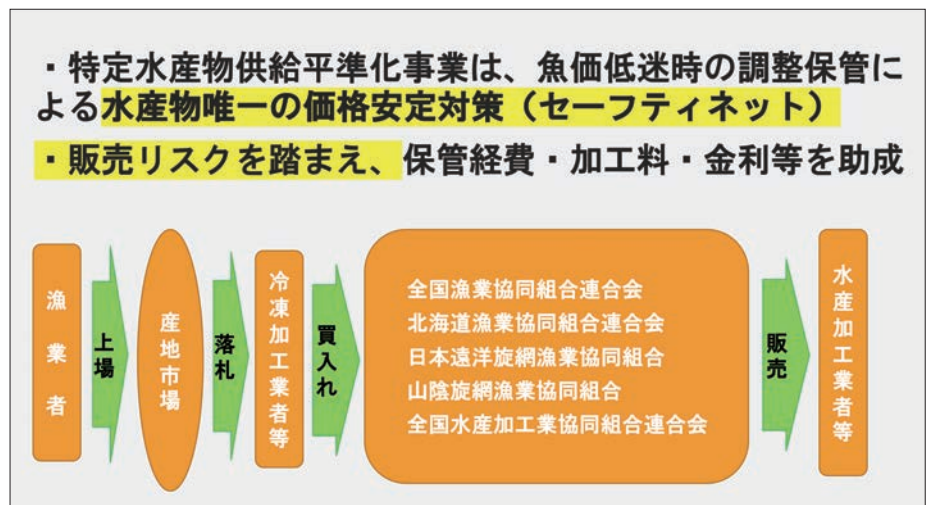 ・特定水産物供給平準化事業は、魚価低迷時の調整保管に
よる水産物唯一の価格安定対策（セーフティネット）
・販売リスクを踏まえ、保管経費・加工料・金利等を助成
漁業者
上場
産地市場
落札
冷凍加工業者等
買入れ
全国漁業協同組合連合会
北海道漁業協同組合連合会
日本遠洋旋網漁業協同組合
山陰旋網漁業協同組合
全国水産加工業協同組合連合会
販売
水産加工業者等